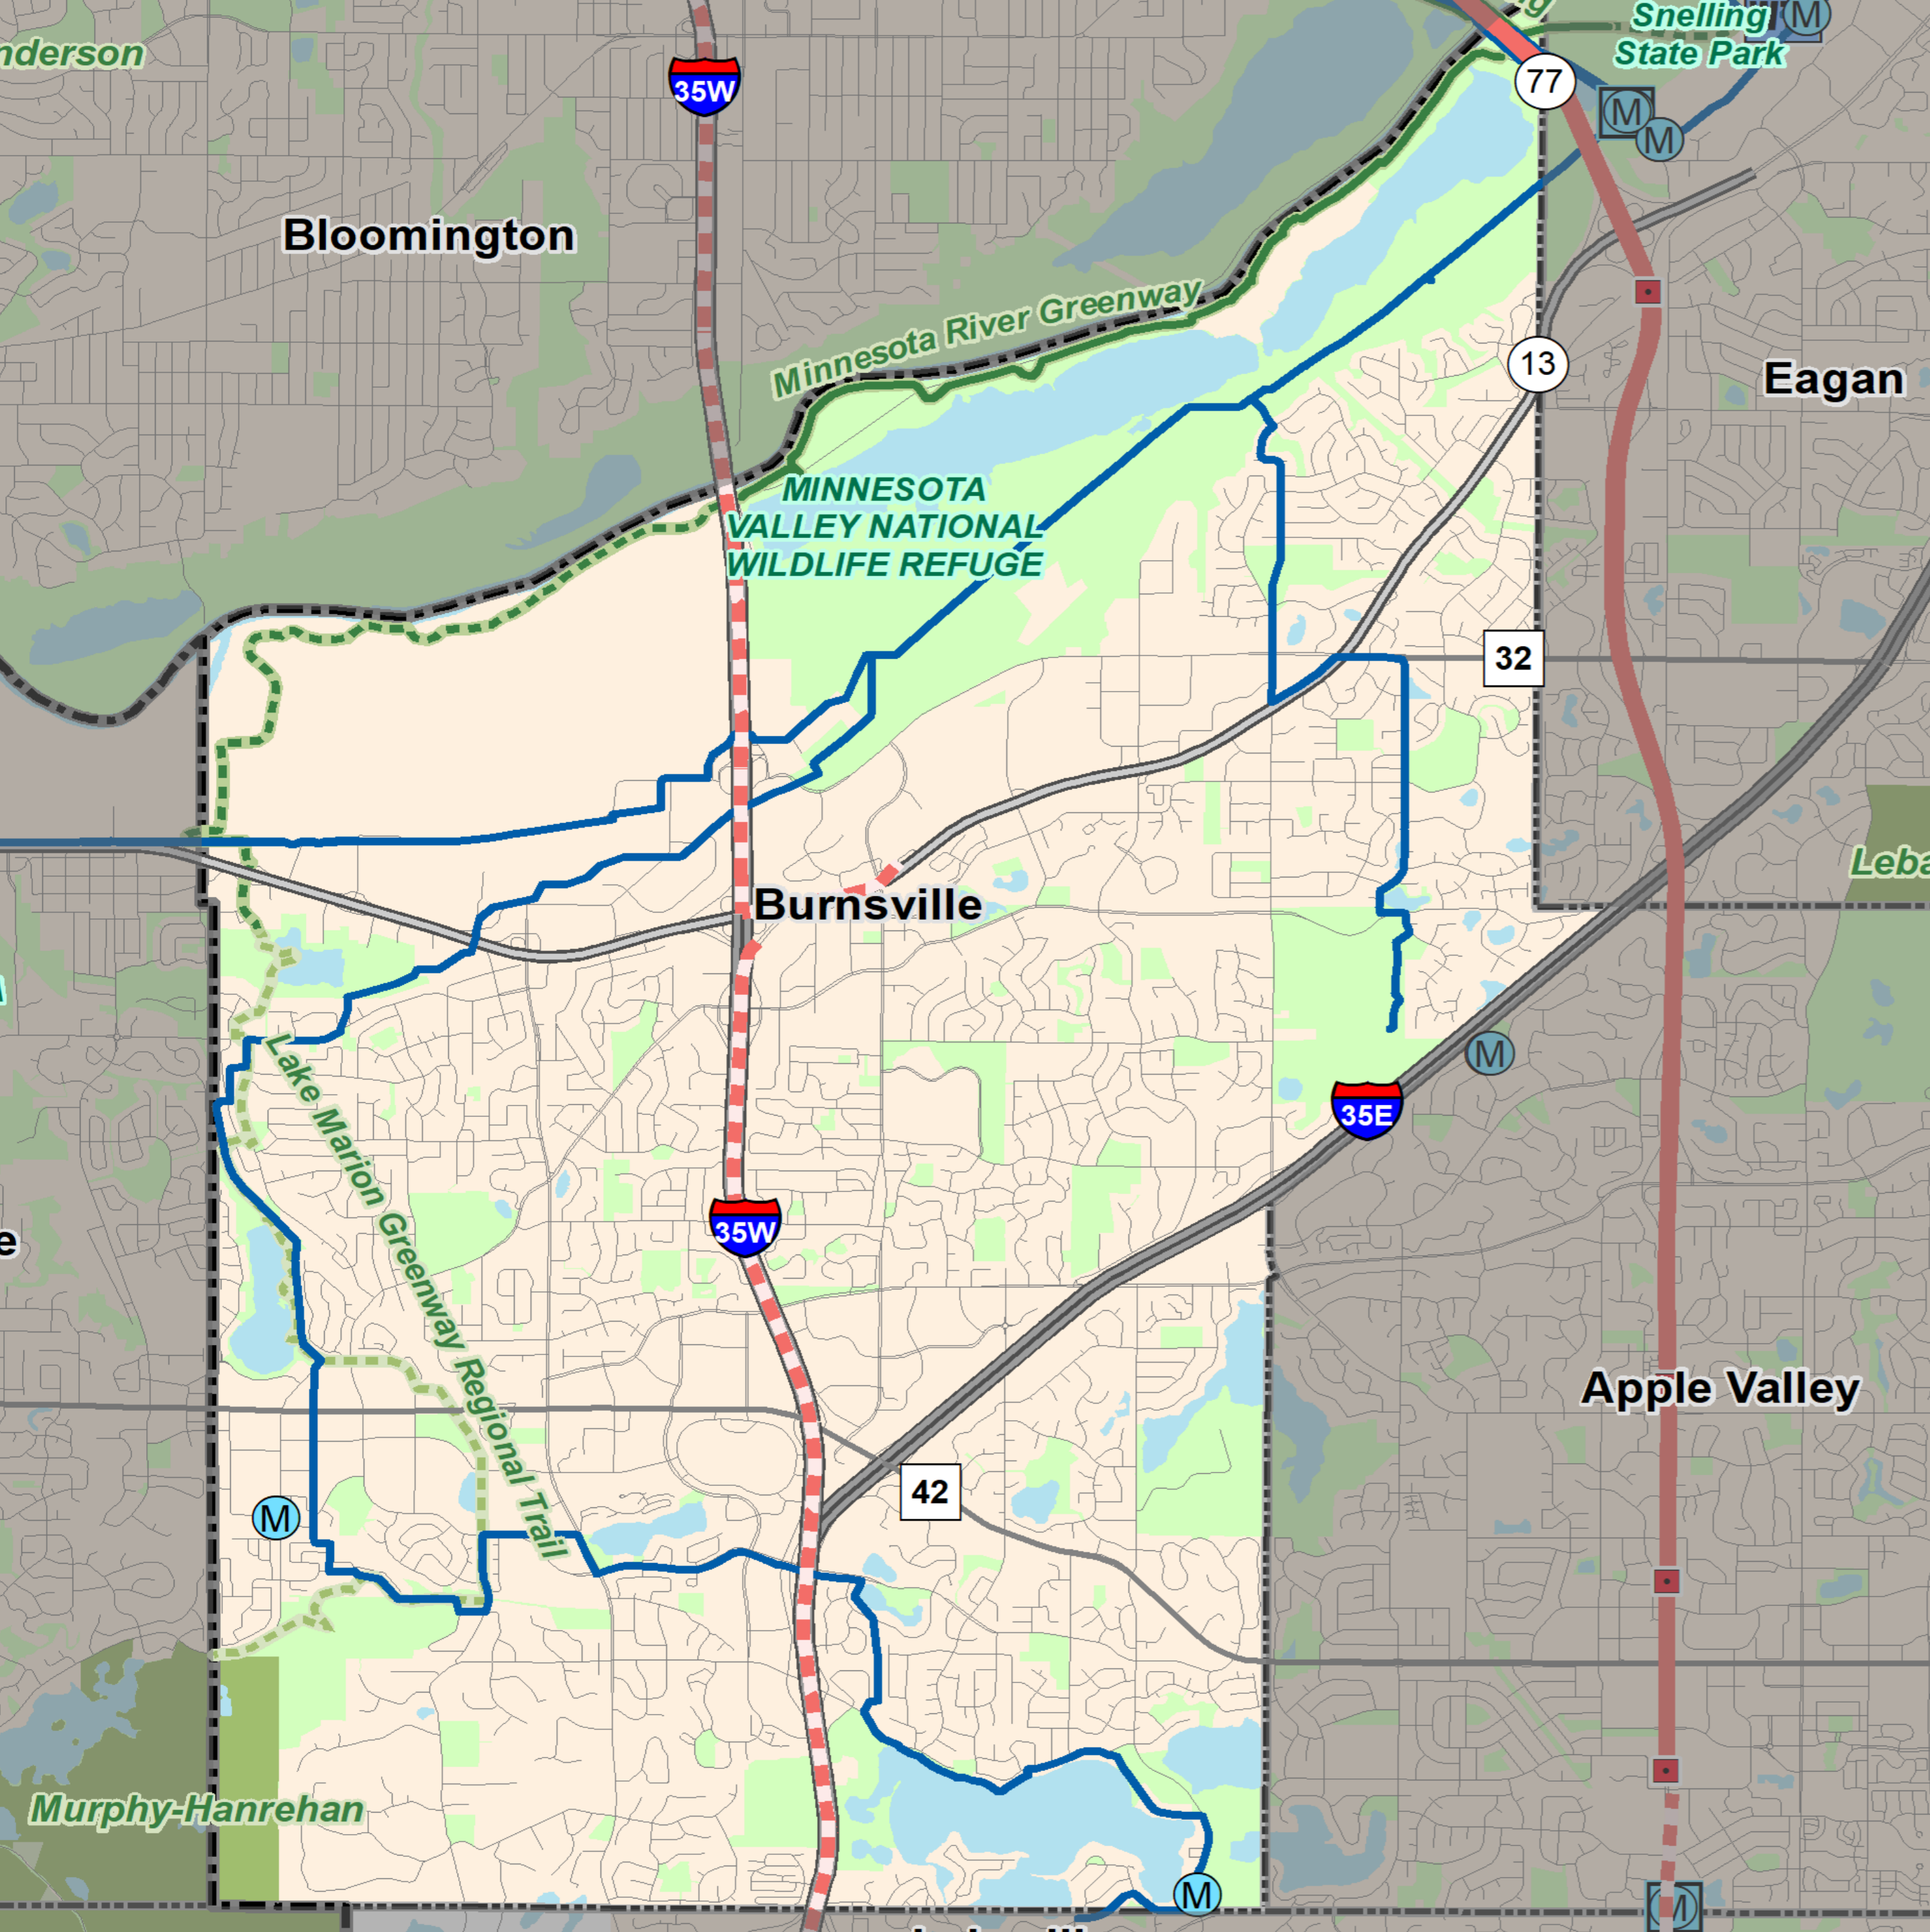 Snelling
State Park
nderson
M
35W
77
M
M
Bloomington
Minnesota River Greenway
13
Eagan
MINNESOTA
VALLEY NATIONAL
WILDLIFE REFUGE
32
Burnsville
Leba
Lake Marion Greenway Regional Trail
M
35E
35W
e
Apple Valley
42
M
Murphy-Hanrehan
M
M